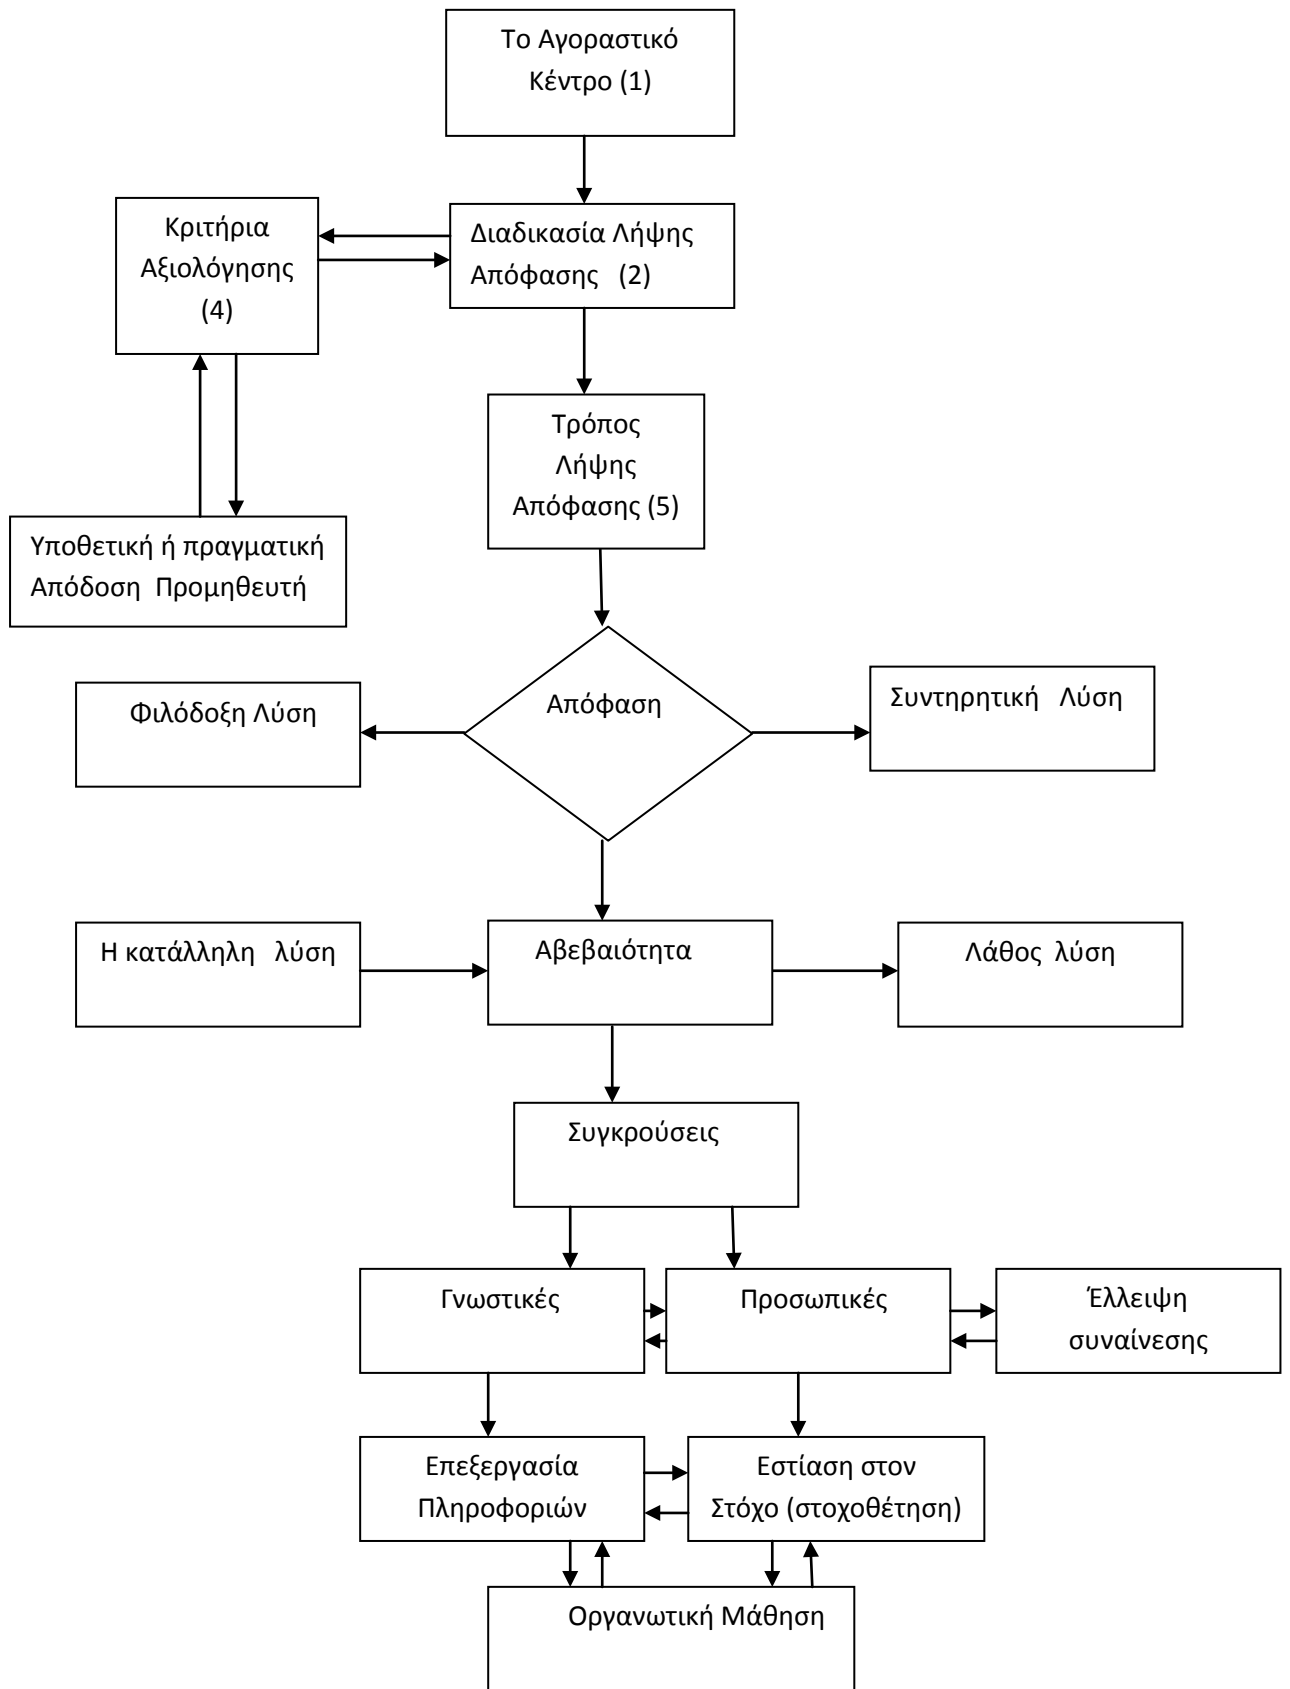 Το Αγοραστικό
Κέντρο (1)
Κριτήρια
Αξιολόγησης
(4)
Διαδικασία Λήψης
Απόφασης (2)
Τρόπος
Λήψης
Απόφασης (5)
Υποθετική ή πραγματική
Απόδοση Προμηθευτή
Απόφαση
Φιλόδοξη Λύση
Συντηρητική Λύση
Η κατάλληλη λύση
Αβεβαιότητα
Λάθος λύση
Συγκρούσεις
Γνωστικές
Προσωπικές
Έλλειψη
συναίνεσης
Επεξεργασία
Πληροφοριών
Εστίαση στον
Στόχο (στοχοθέτηση)
Οργανωτική Μάθηση